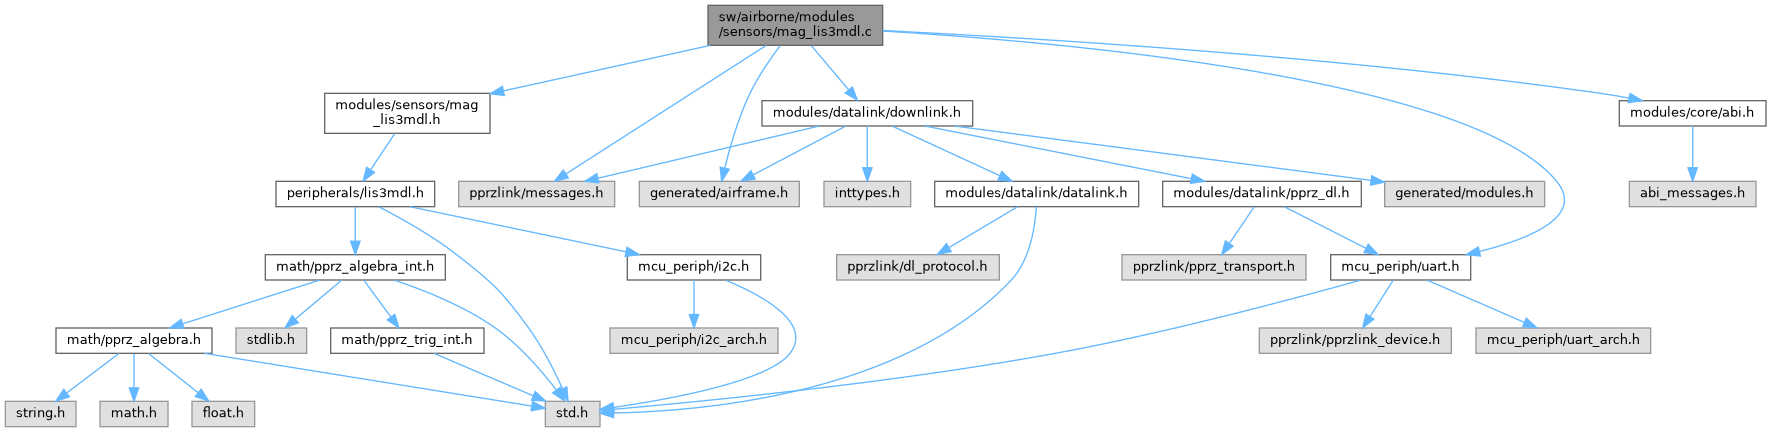 sw/airborne/modules
/sensors/mag_lis3mdl.c
modules/sensors/mag
_lis3mdl.h
modules/datalink/downlink.h
modules/core/abi.h
peripherals/lis3mdl.h
pprzlink/messages.h
generated/airframe.h
inttypes.h
modules/datalink/datalink.h
modules/datalink/pprz_dl.h
generated/modules.h
abi_messages.h
math/pprz_algebra_int.h
mcu_periph/i2c.h
pprzlink/dl_protocol.h
pprzlink/pprz_transport.h
mcu_periph/uart.h
math/pprz_algebra.h
stdlib.h
math/pprz_trig_int.h
mcu_periph/i2c_arch.h
pprzlink/pprzlink_device.h
mcu_periph/uart_arch.h
string.h
math.h
float.h
std.h